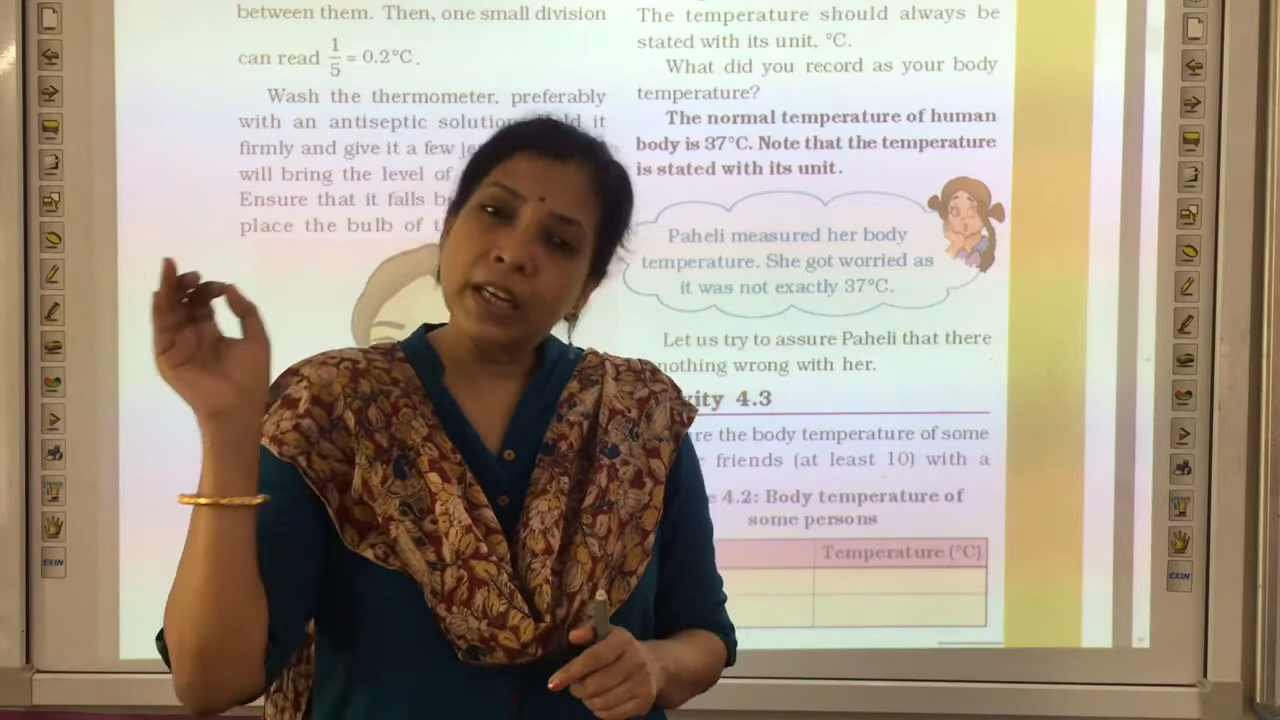 between them. Then, one small division
can read 1/5 = 0.2°C.
Wash the thermometer, preferably
with an antiseptic solution. Hold it
firmly and give it a few
will bring the level of
Ensure that it falls
place the bulb of
The temperature should always be
stated with its unit, °C.
What did you record as your body
temperature?
The normal temperature of human
body is 37°C. Note that the temperature
is stated with its unit.
Paheli measured her body
temperature. She got worried as
it was not exactly 37°C.
Let us try to assure Paheli that there
nothing wrong with her.
4.3
the body temperature of some
friends (at least 10) with a
4.2: Body temperature of
some persons
Temperature (°C)
EXIN
EXIN